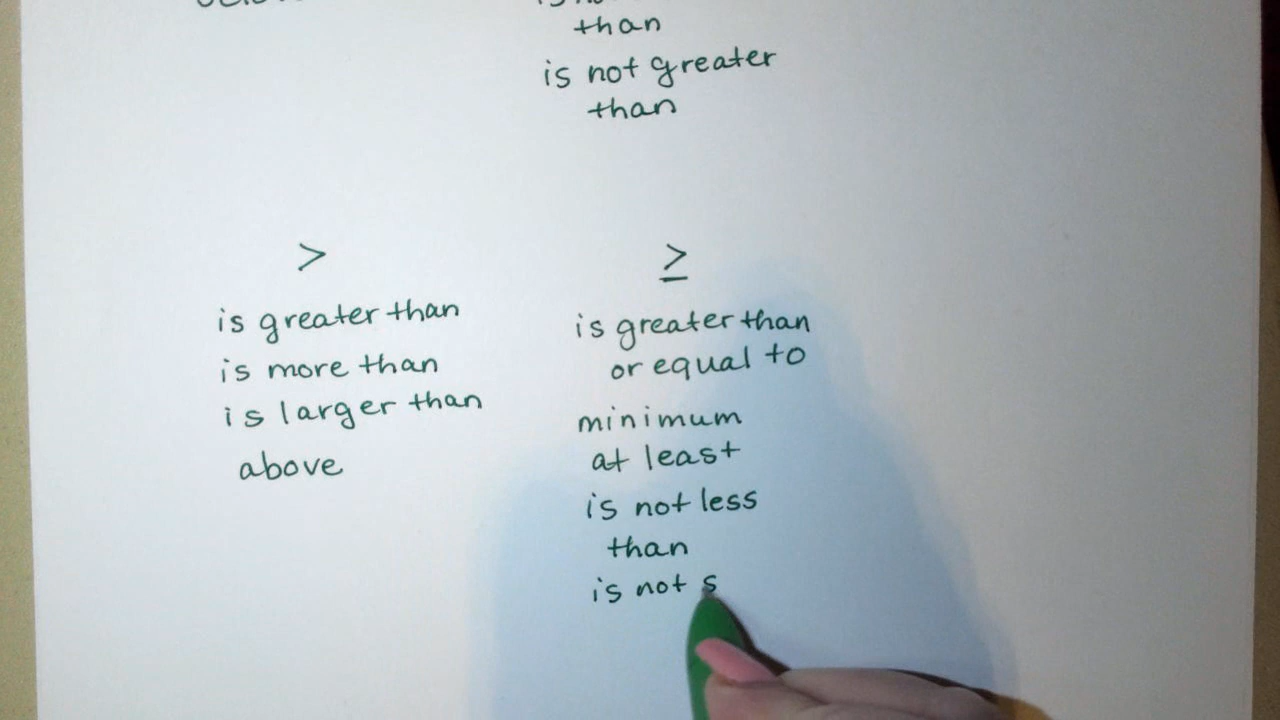 than
is not greater
than
>
is greater than
is more than
is larger than
above
≥
is greater than
or equal to
minimum
at least
is not less
than
is not s